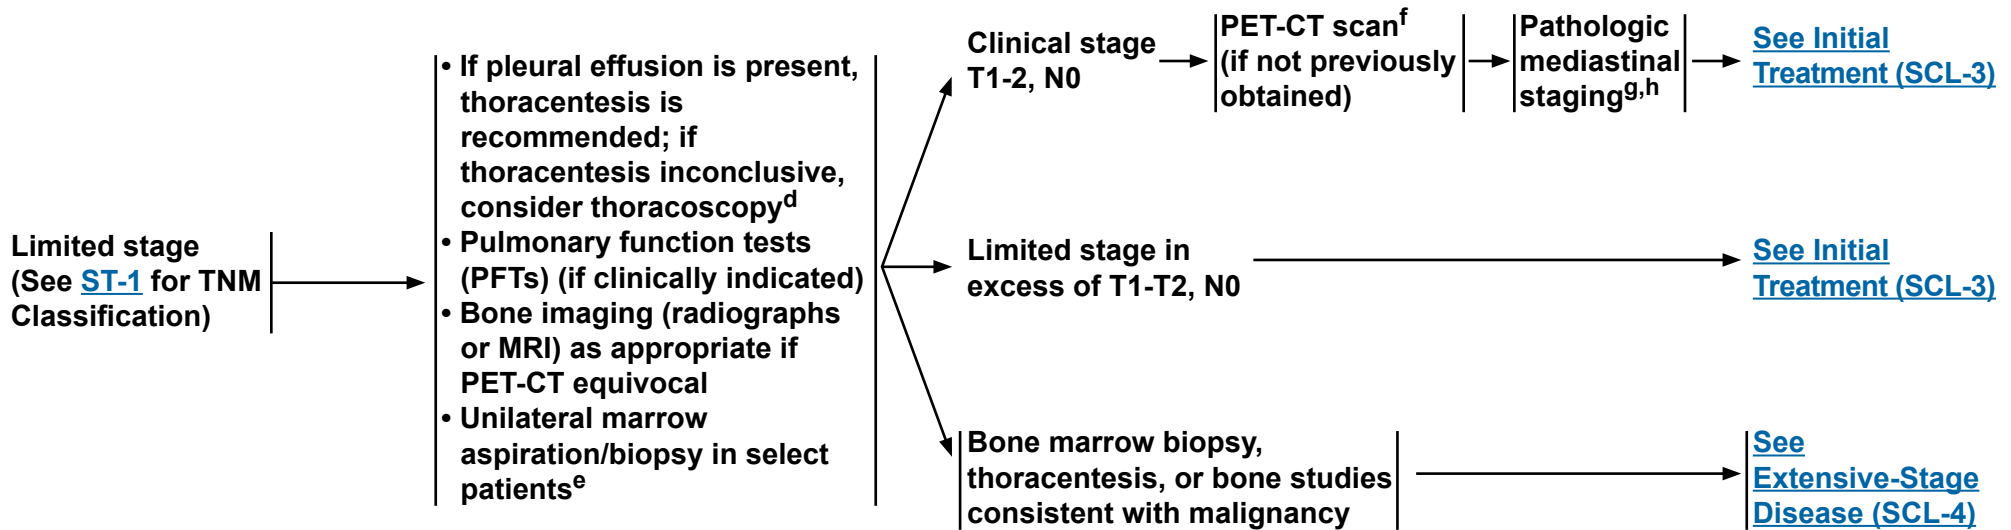 Limited stage
(See ST-1 for TNM
Classification)
• If pleural effusion is present,
thoracentesis is
recommended; if
thoracentesis inconclusive,
consider thoracoscopyd
• Pulmonary function tests
(PFTs) (if clinically indicated)
• Bone imaging (radiographs
or MRI) as appropriate if
PET-CT equivocal
• Unilateral marrow
aspiration/biopsy in select
patientse
Clinical stage
T1-2, N0
PET-CT scanf
(if not previously
obtained)
Pathologic
mediastinal
stagingg,h
See Initial
Treatment (SCL-3)
Limited stage in
excess of T1-T2, N0
See Initial
Treatment (SCL-3)
Bone marrow biopsy,
thoracentesis, or bone studies
consistent with malignancy
See
Extensive-Stage
Disease (SCL-4)